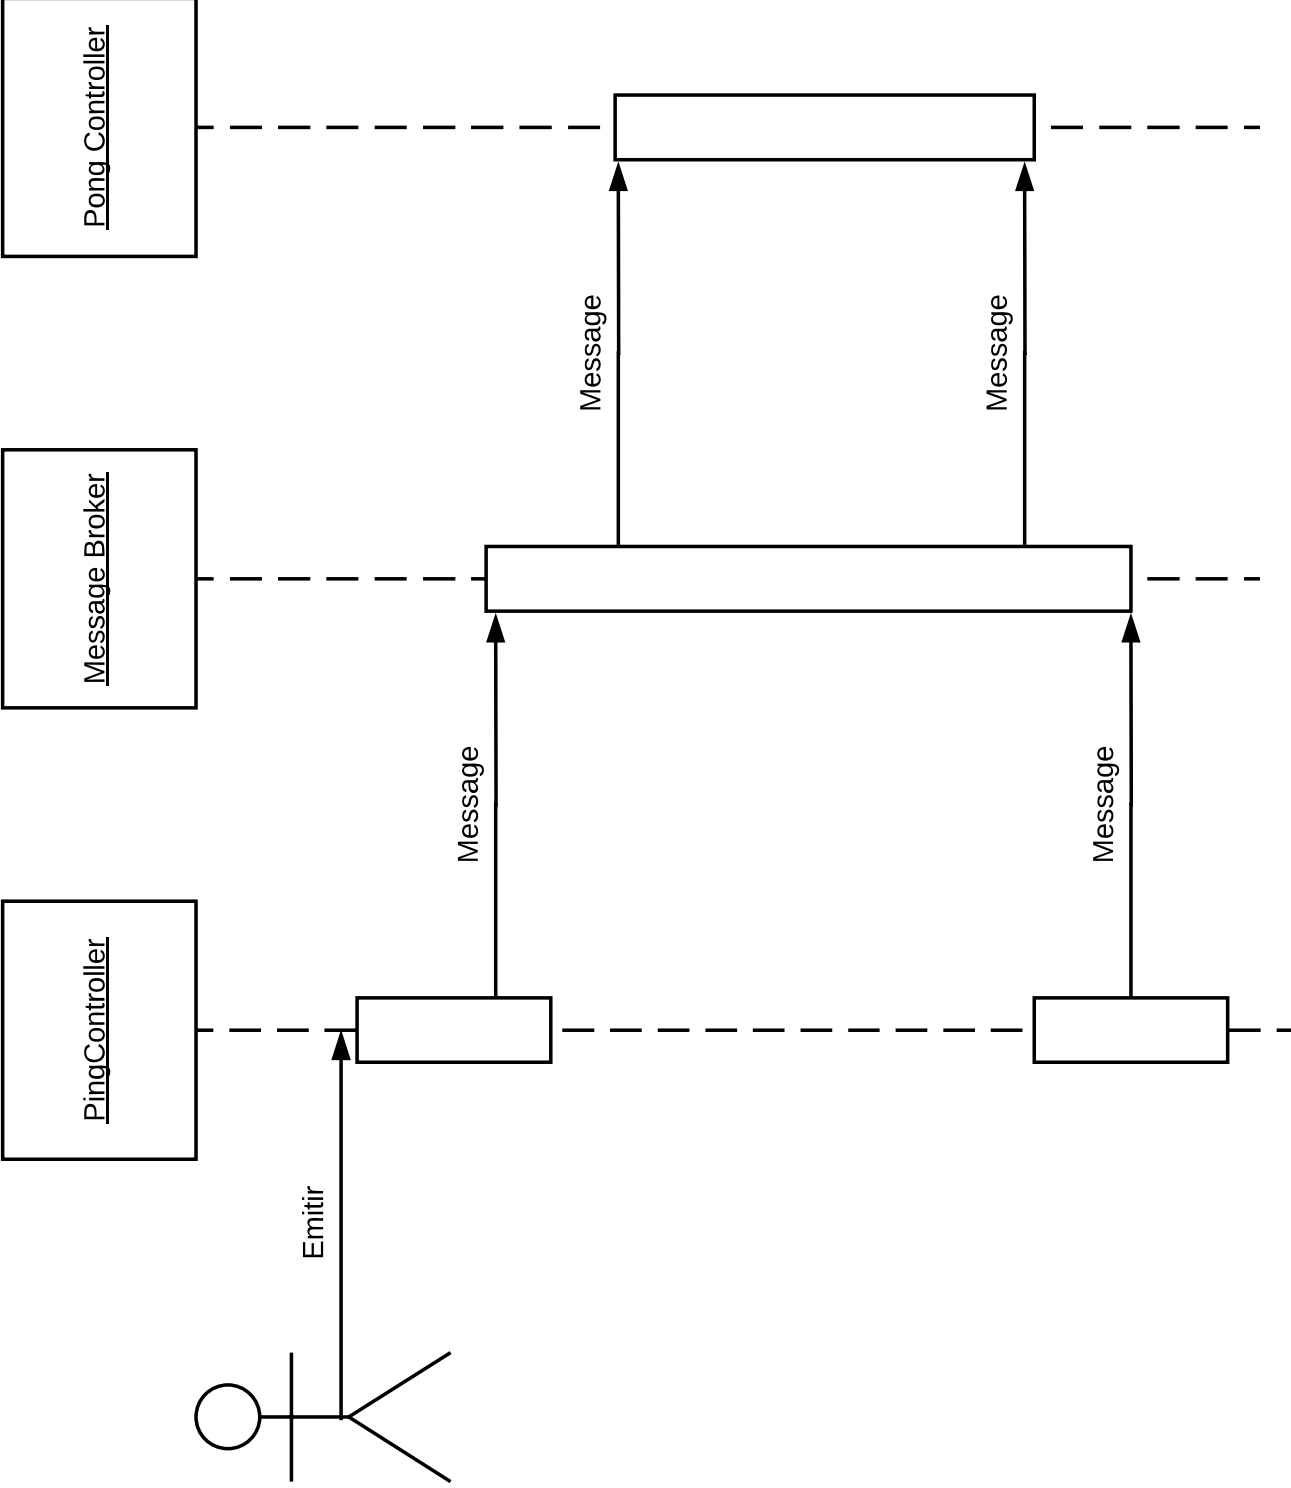 PingController
Message Broker
Pong Controller
Emitir
Message
Message
Message
Message